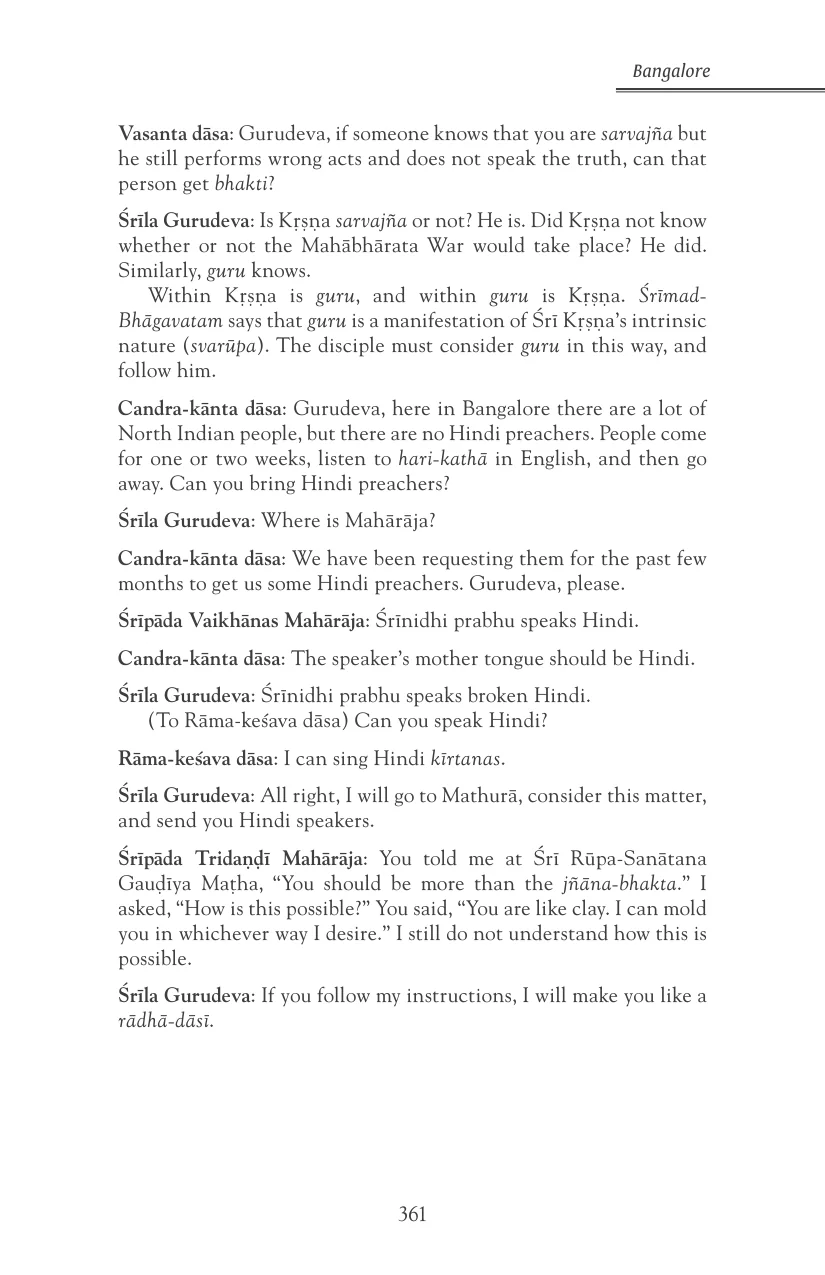 Bangalore
Vasanta dāsa: Gurudeva, if someone knows that you are sarvajña but
he still performs wrong acts and does not speak the truth, can that
person get bhakti?
Śrīla Gurudeva: Is Kṛṣṇa sarvajña or not? He is. Did Kṛṣṇa not know
whether or not the Mahābhārata War would take place? He did.
Similarly, guru knows.
Within Kṛṣṇa is guru, and within guru is Kṛṣṇa. Śrīmad-
Bhāgavatam says that guru is a manifestation of Śrī Kṛṣṇa’s intrinsic
nature (svarūpa). The disciple must consider guru in this way, and
follow him.
Candra-kānta dāsa: Gurudeva, here in Bangalore there are a lot of
North Indian people, but there are no Hindi preachers. People come
for one or two weeks, listen to hari-kathā in English, and then go
away. Can you bring Hindi preachers?
Śrīla Gurudeva: Where is Mahārāja?
Candra-kānta dāsa: We have been requesting them for the past few
months to get us some Hindi preachers. Gurudeva, please.
Śrīpāda Vaikhānas Mahārāja: Śrīnidhi prabhu speaks Hindi.
Candra-kānta dāsa: The speaker’s mother tongue should be Hindi.
Śrīla Gurudeva: Śrīnidhi prabhu speaks broken Hindi.
(To Rāma-keśava dāsa) Can you speak Hindi?
Rāma-keśava dāsa: I can sing Hindi kīrtanas.
Śrīla Gurudeva: All right, I will go to Mathurā, consider this matter,
and send you Hindi speakers.
Śrīpāda Tridaṇḍī Mahārāja: You told me at Śrī Rūpa-Sanātana
Gauḍīya Maṭha, “You should be more than the jñāna-bhakta.” I
asked, “How is this possible?” You said, “You are like clay. I can mold
you in whichever way I desire.” I still do not understand how this is
possible.
Śrīla Gurudeva: If you follow my instructions, I will make you like a
rādhā-dāsī.
361